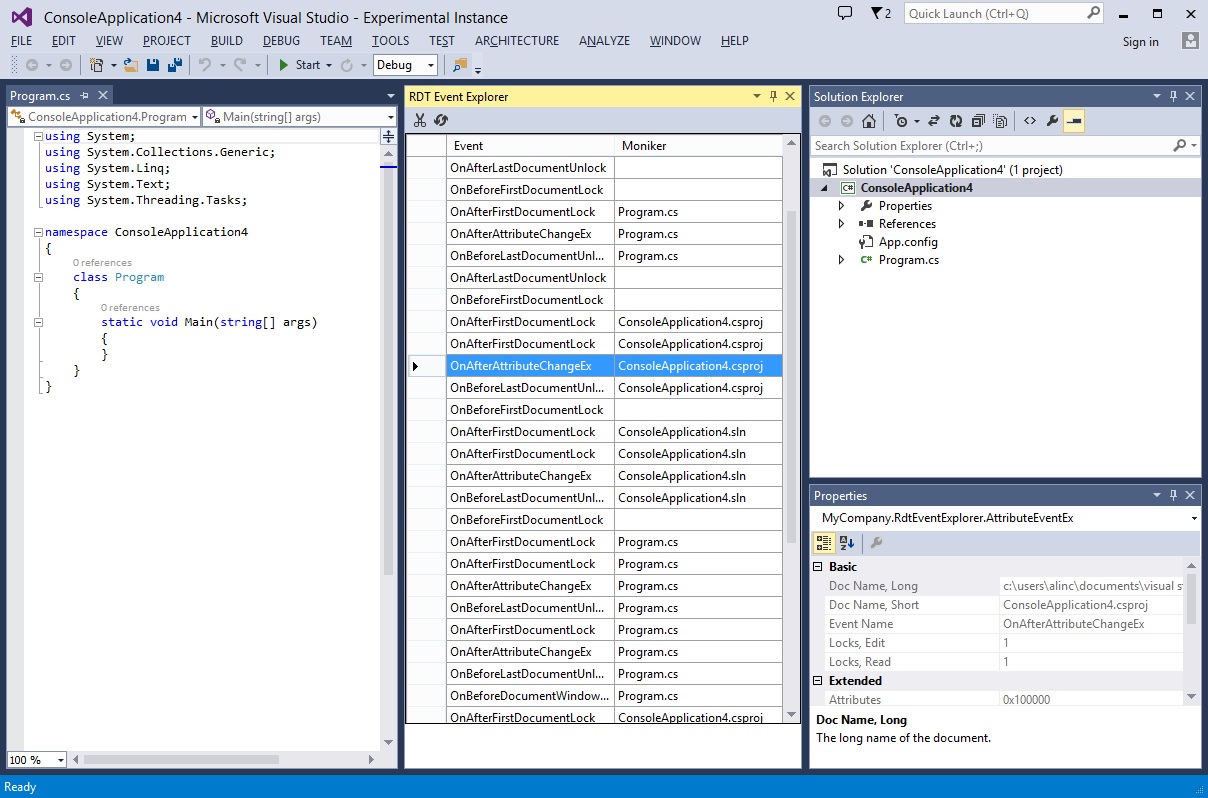 ConsoleApplication4 - Microsoft Visual Studio - Experimental Instance
2
Quick Launch (Ctrl+Q)
FILE EDIT VIEW PROJECT BUILD DEBUG TEAM TOOLS TEST ARCHITECTURE ANALYZE WINDOW HELP
Sign in
Start Debug
Program.cs
ConsoleApplication4.Program Main(string[] args)
using System;
using System.Collections.Generic;
using System.Linq;
using System.Text;
using System.Threading.Tasks;
namespace ConsoleApplication4
{
0 references
class Program
{
0 references
static void Main(string[] args)
{
}
}
}
100 %
RDT Event Explorer
Event Moniker
OnAfterLastDocumentUnlock
OnBeforeFirstDocumentLock
OnAfterFirstDocumentLock Program.cs
OnAfterAttributeChangeEx Program.cs
OnBeforeLastDocumentUnl... Program.cs
OnAfterLastDocumentUnlock
OnBeforeFirstDocumentLock
OnAfterFirstDocumentLock ConsoleApplication4.csproj
OnAfterFirstDocumentLock ConsoleApplication4.csproj
OnAfterAttributeChangeEx ConsoleApplication4.csproj
OnBeforeLastDocumentUnl... ConsoleApplication4.csproj
OnBeforeFirstDocumentLock
OnAfterFirstDocumentLock ConsoleApplication4.sln
OnAfterFirstDocumentLock ConsoleApplication4.sln
OnAfterAttributeChangeEx ConsoleApplication4.sln
OnBeforeLastDocumentUnl... ConsoleApplication4.sln
OnBeforeFirstDocumentLock
OnAfterFirstDocumentLock Program.cs
OnAfterFirstDocumentLock Program.cs
OnAfterAttributeChangeEx Program.cs
OnBeforeLastDocumentUnl... Program.cs
OnAfterFirstDocumentLock Program.cs
OnAfterAttributeChangeEx Program.cs
OnBeforeLastDocumentUnl... Program.cs
OnBeforeDocumentWindow... Program.cs
OnAfterFirstDocumentLock ConsoleApplication4.csproj
Solution Explorer
Search Solution Explorer (Ctrl+;)
Solution 'ConsoleApplication4' (1 project)
C# ConsoleApplication4
Properties
References
App.config
C# Program.cs
Properties
MyCompany.RdtEventExplorer.AttributeEventEx
Basic
Doc Name, Long c:\users\alinc\documents\visual s
Doc Name, Short ConsoleApplication4.csproj
Event Name OnAfterAttributeChangeEx
Locks, Edit 1
Locks, Read 1
Extended
Attributes 0x100000
Doc Name, Long
The long name of the document.
Ready